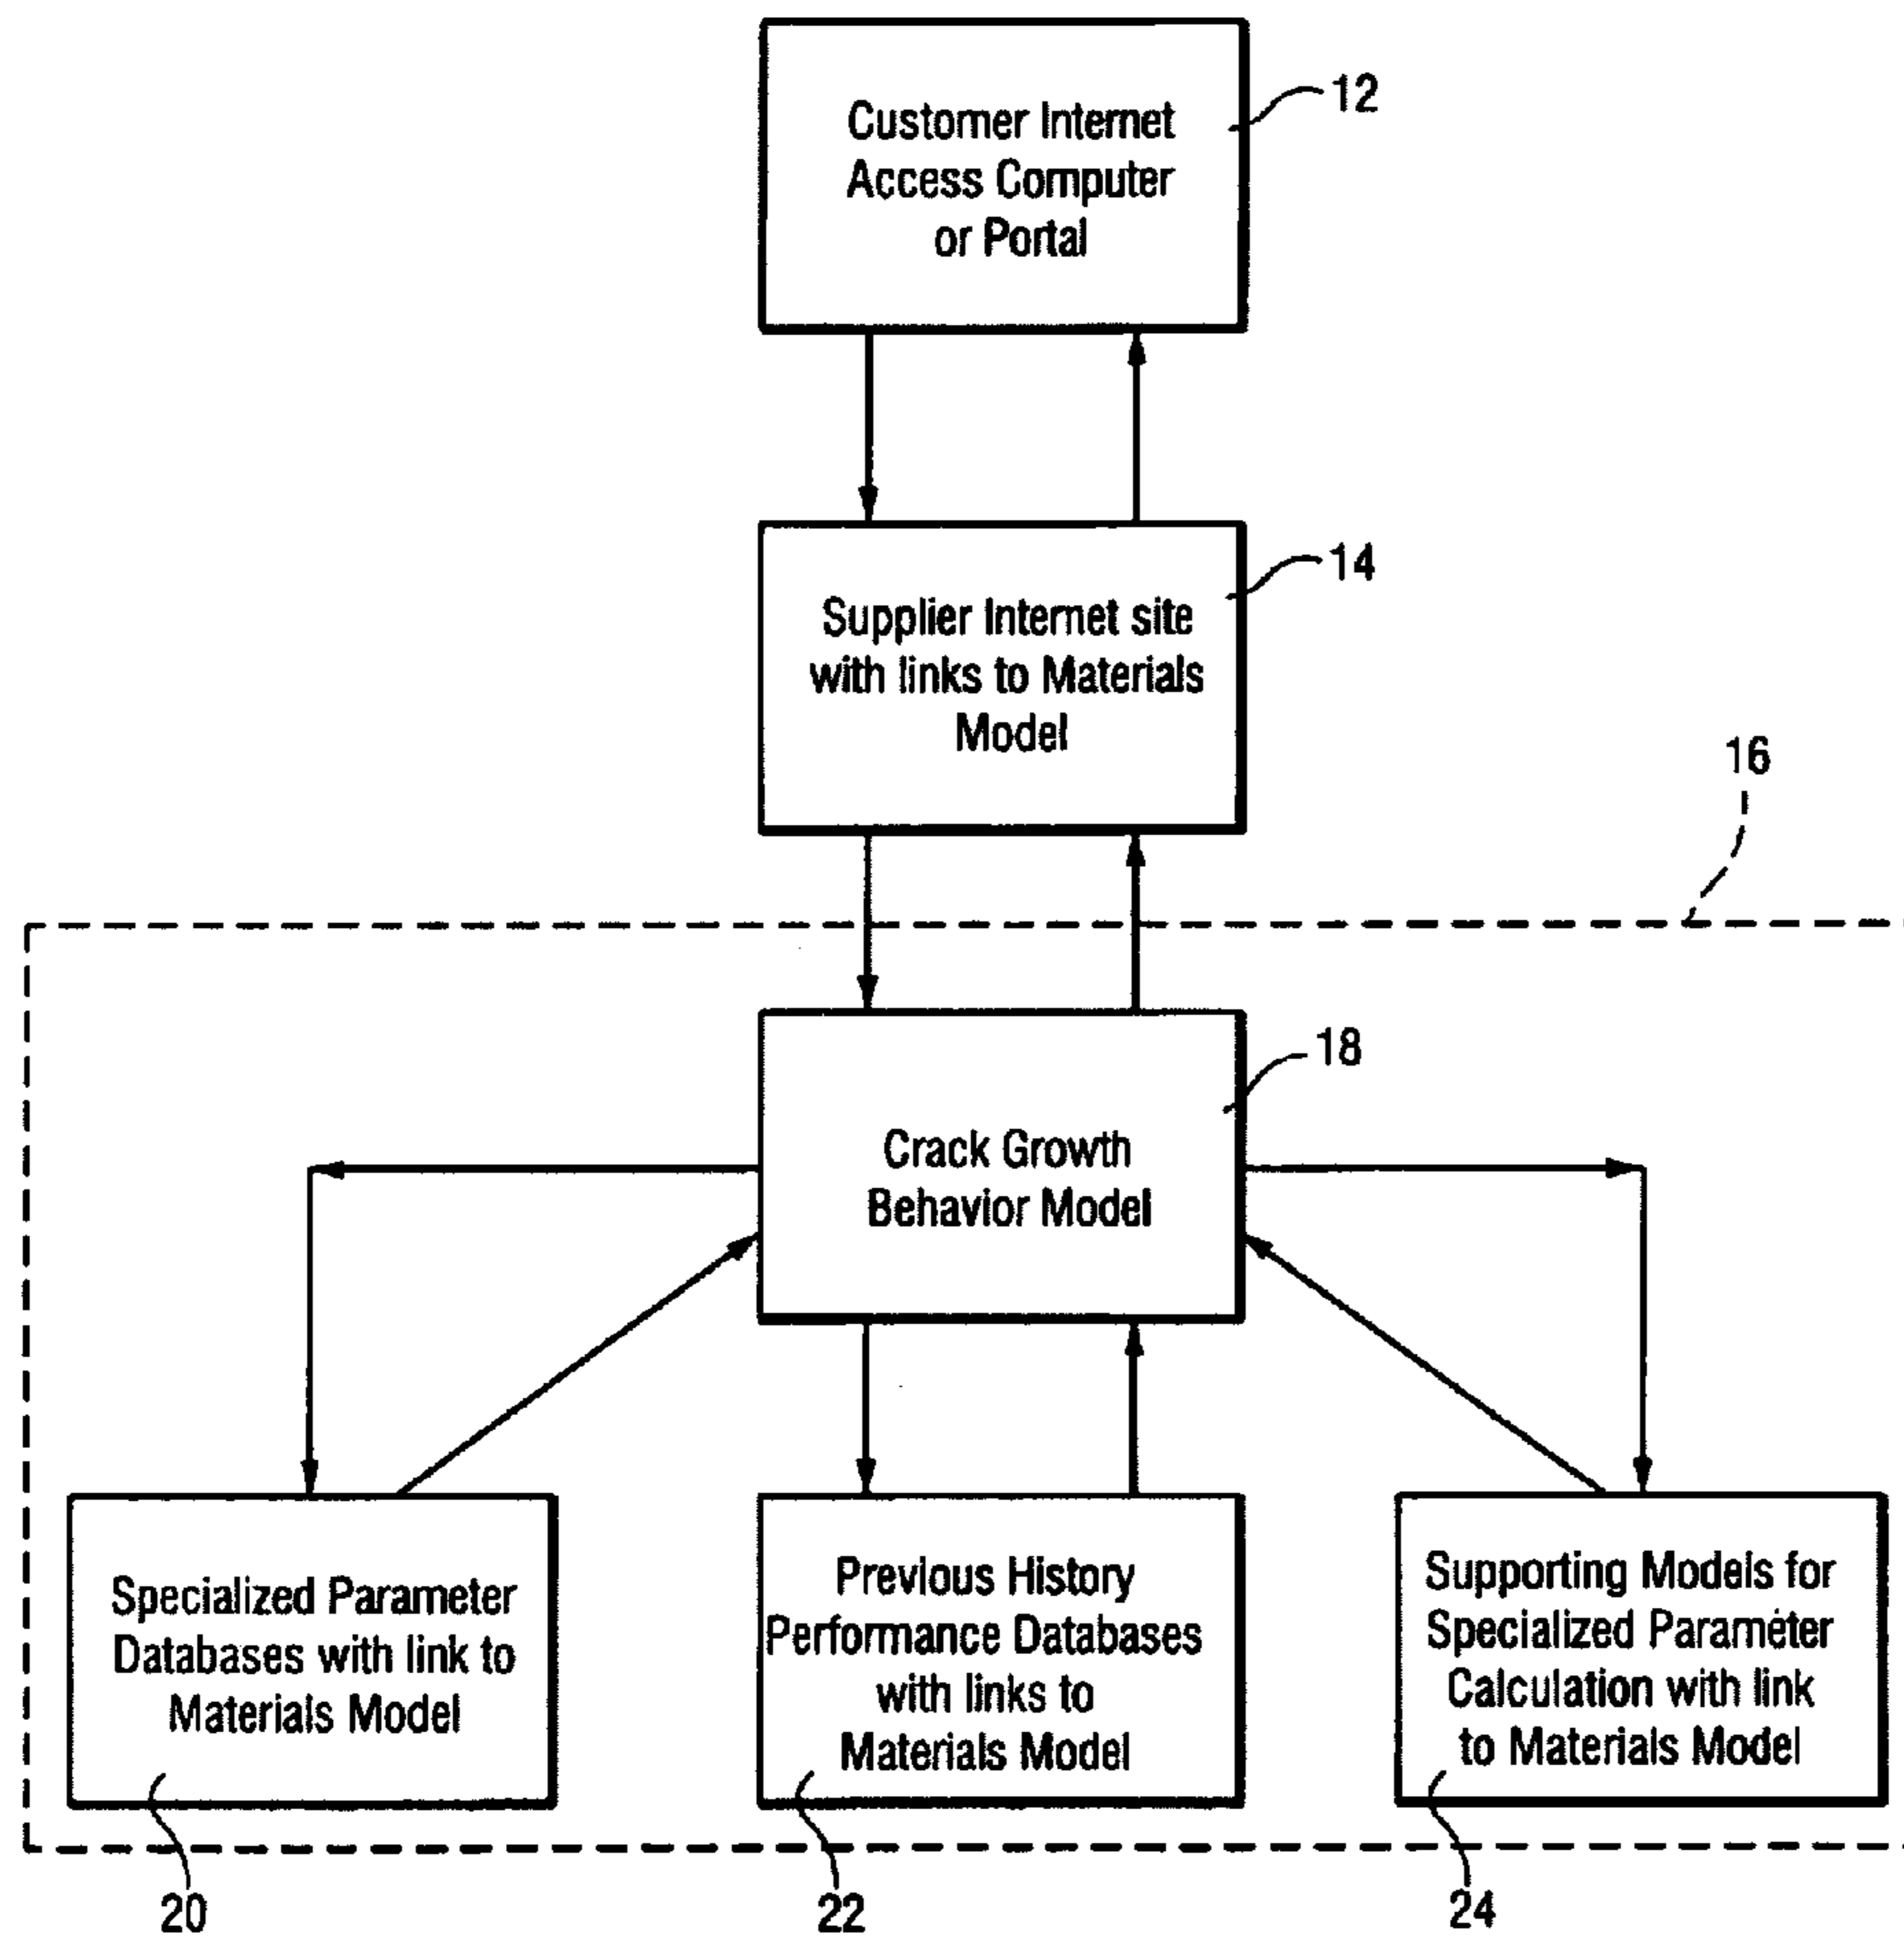 Customer Internet
Access Computer
or Portal
12
Supplier Internet site
with links to Materials
Model
14
16
Crack Growth
Behavior Model
18
Specialized Parameter
Databases with link to
Materials Model
20
Previous History
Performance Databases
with links to
Materials Model
22
Supporting Models for
Specialized Parameter
Calculation with link
to Materials Model
24